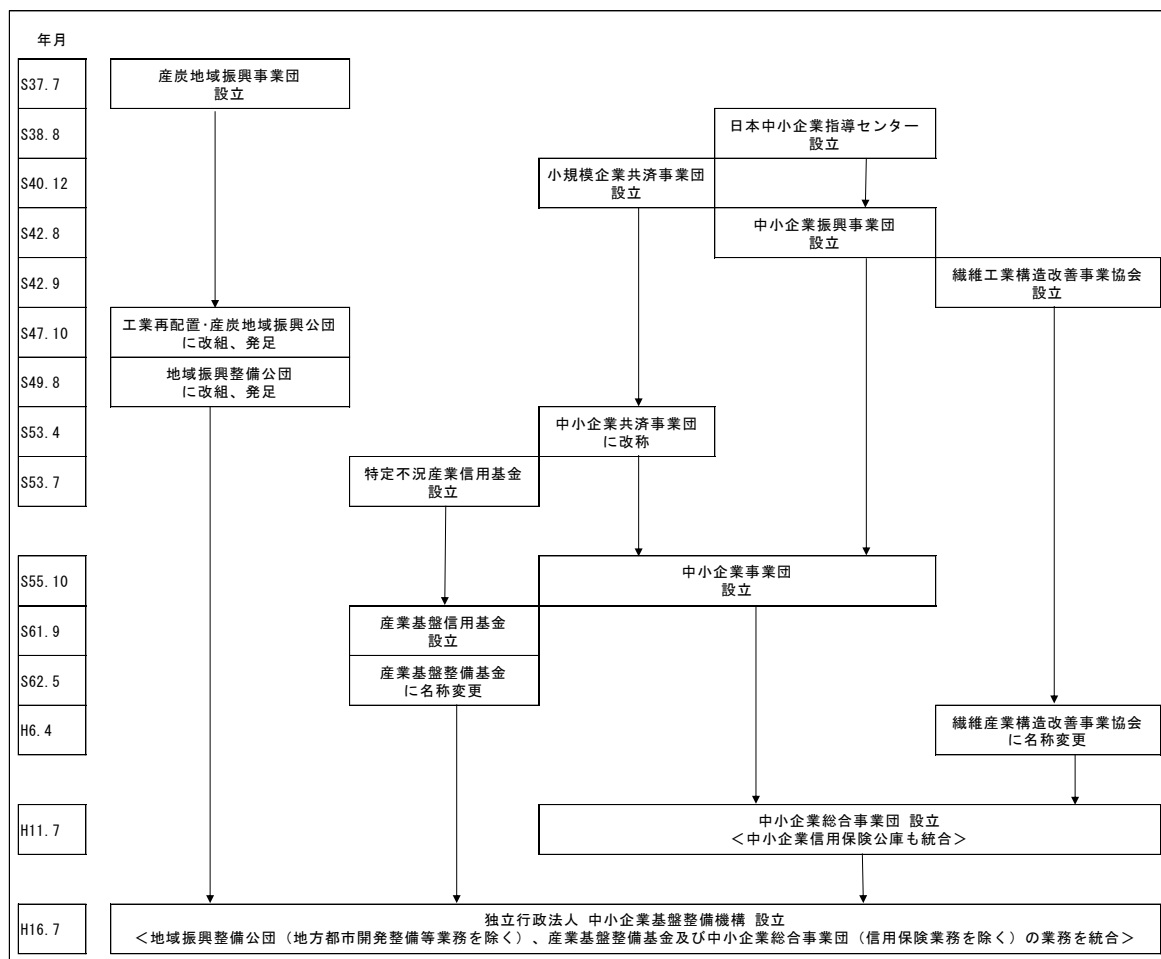 年月
S37.7
産炭地域振興事業団
設立
S38.8
日本中小企業指導センター
設立
S40.12
小規模企業共済事業団
設立
S42.8
中小企業振興事業団
設立
S42.9
繊維工業構造改善事業協会
設立
S47.10
工業再配置・産炭地域振興公団
に改組、発足
S49.8
地域振興整備公団
に改組、発足
S53.4
中小企業共済事業団
に改称
S53.7
特定不況産業信用基金
設立
S55.10
中小企業事業団
設立
S61.9
産業基盤信用基金
設立
S62.5
産業基盤整備基金
に名称変更
H6.4
繊維産業構造改善事業協会
に名称変更
H11.7
中小企業総合事業団 設立
＜中小企業信用保険公庫も統合＞
H16.7
独立行政法人 中小企業基盤整備機構 設立
＜地域振興整備公団（地方都市開発整備等業務を除く）、産業基盤整備基金及び中小企業総合事業団（信用保険業務を除く）の業務を統合＞